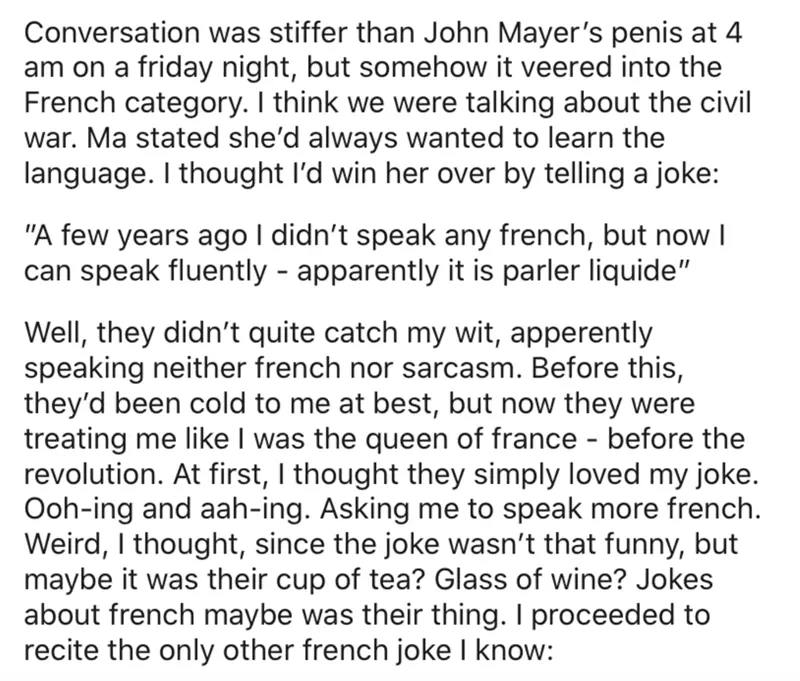 Conversation was stiffer than John Mayer’s penis at 4
am on a friday night, but somehow it veered into the
French category. I think we were talking about the civil
war. Ma stated she’d always wanted to learn the
language. I thought I’d win her over by telling a joke:
"A few years ago I didn’t speak any french, but now I
can speak fluently - apparently it is parler liquide”
Well, they didn’t quite catch my wit, apperently
speaking neither french nor sarcasm. Before this,
they’d been cold to me at best, but now they were
treating me like I was the queen of france - before the
revolution. At first, I thought they simply loved my joke.
Ooh-ing and aah-ing. Asking me to speak more french.
Weird, I thought, since the joke wasn’t that funny, but
maybe it was their cup of tea? Glass of wine? Jokes
about french maybe was their thing. I proceeded to
recite the only other french joke I know: